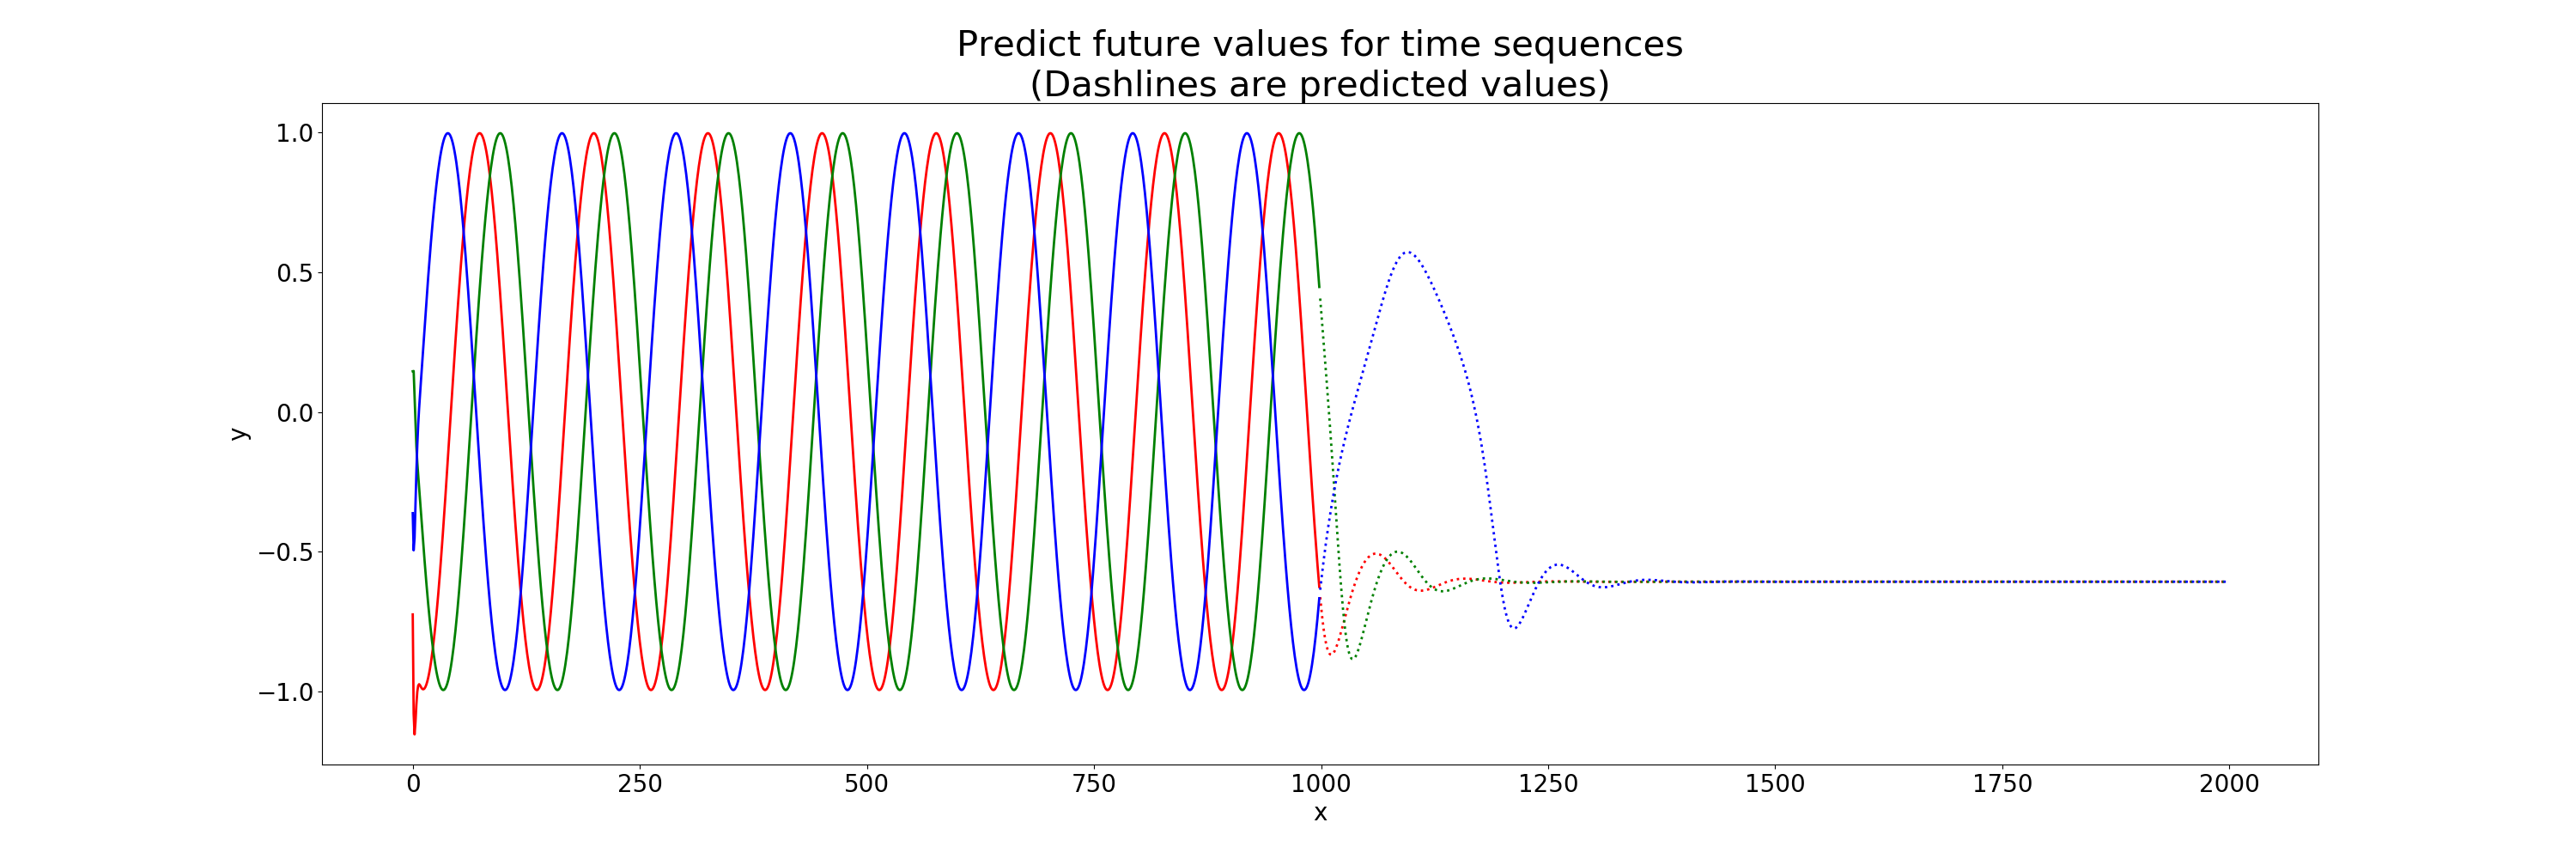 Predict future values for time sequences
(Dashlines are predicted values)
1.0
0.5
0.0
−0.5
−1.0
y
0 250 500 750 1000 1250 1500 1750 2000
x